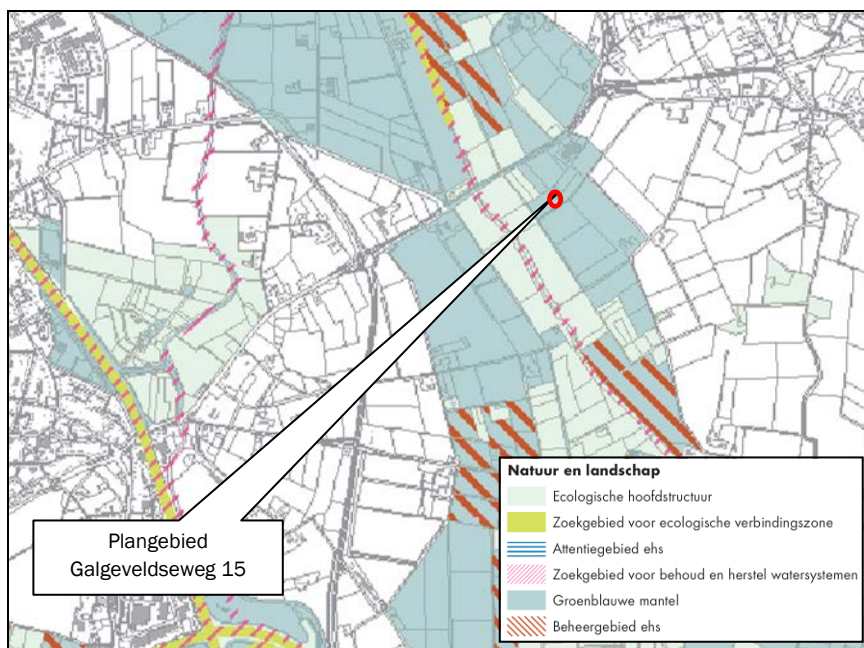 Plangebied
Galgeveldseweg 15
Natuur en landschap
Ecologische hoofdstructuur
Zoekgebied voor ecologische verbindingszone
Attentiegebied ehs
Zoekgebied voor behoud en herstel watersystemen
Groenblauwe mantel
Beheergebied ehs